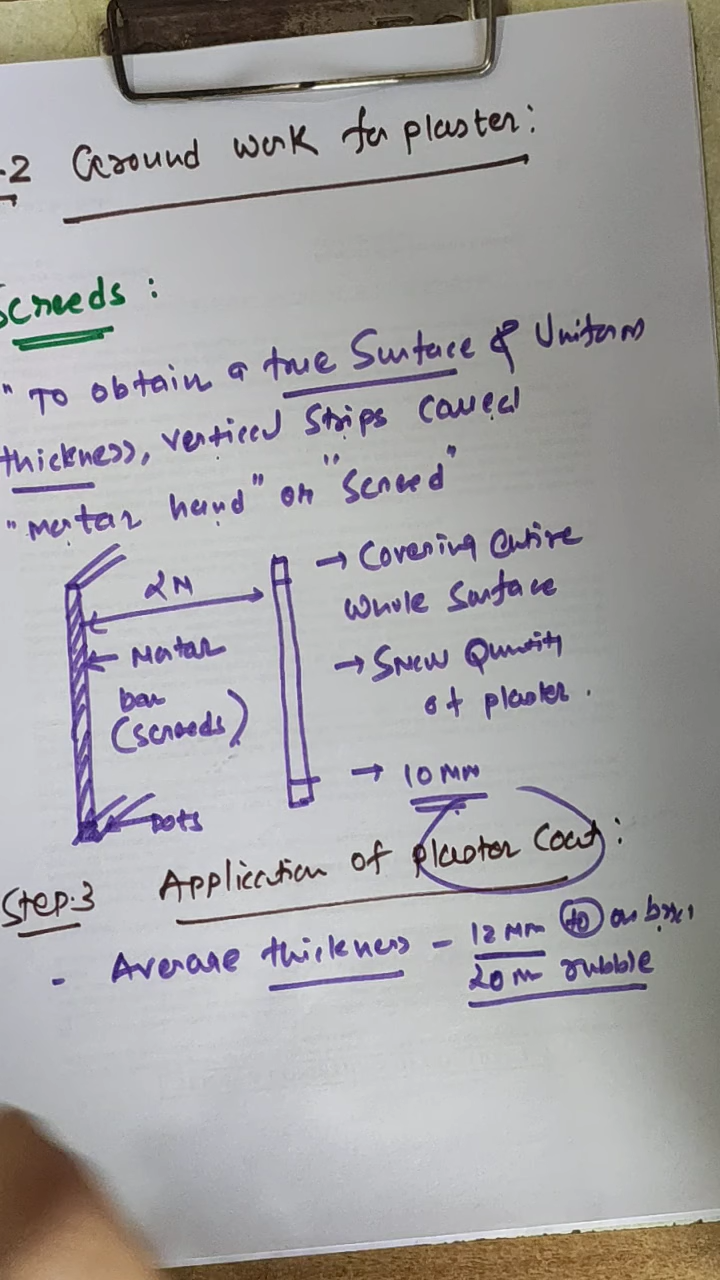 -2 Ground work for plaster:
Screeds:
" To obtain a true Surface & Uniform
thickness, vertical Strips called
"mortar band" or "Screed"
2M
→ Covering entire
whole Surface
← Mortar
bar
(screeds)
Quantity
of plaster.
→ 10 MM
← Dots
Step.3 Application of plaster Coat:
- Average thickness - 12 MM to on brick
20 m rubble